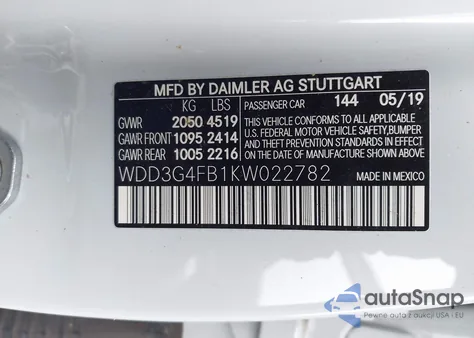 MFD BY DAIMLER AG STUTTGART
KG LBS
GVWR 2050 4519
GAWR FRONT 1095 2414
GAWR REAR 1005 2216
PASSENGER CAR 144 05/19
THIS VEHICLE CONFORMS TO ALL APPLICABLE
U.S. FEDERAL MOTOR VEHICLE SAFETY,BUMPER
AND THEFT PREVENTION STANDARDS IN EFFECT
ON THE DATE OF MANUFACTURE SHOWN ABOVE.
WDD3G4FB1KW022782
MADE IN MEXICO
autoSnap
Pewne auta z aukcji USA i EU